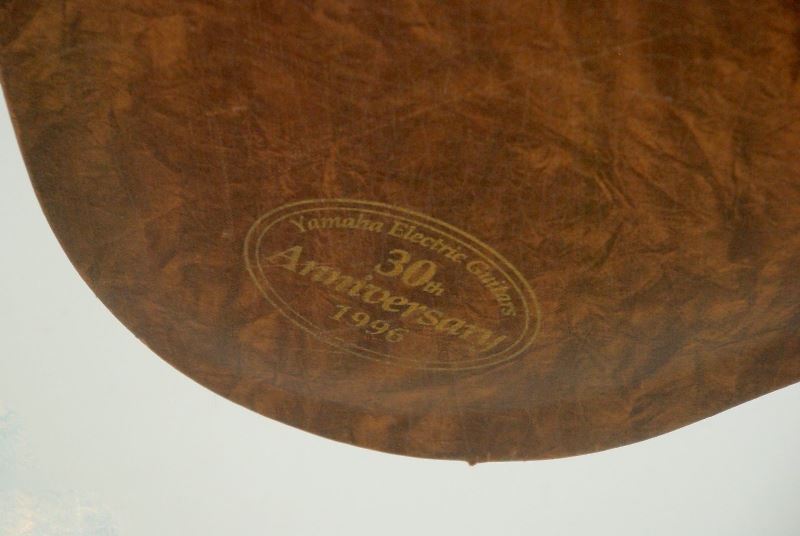 Yamaha Electric Guitars
30th
Anniversary
1996